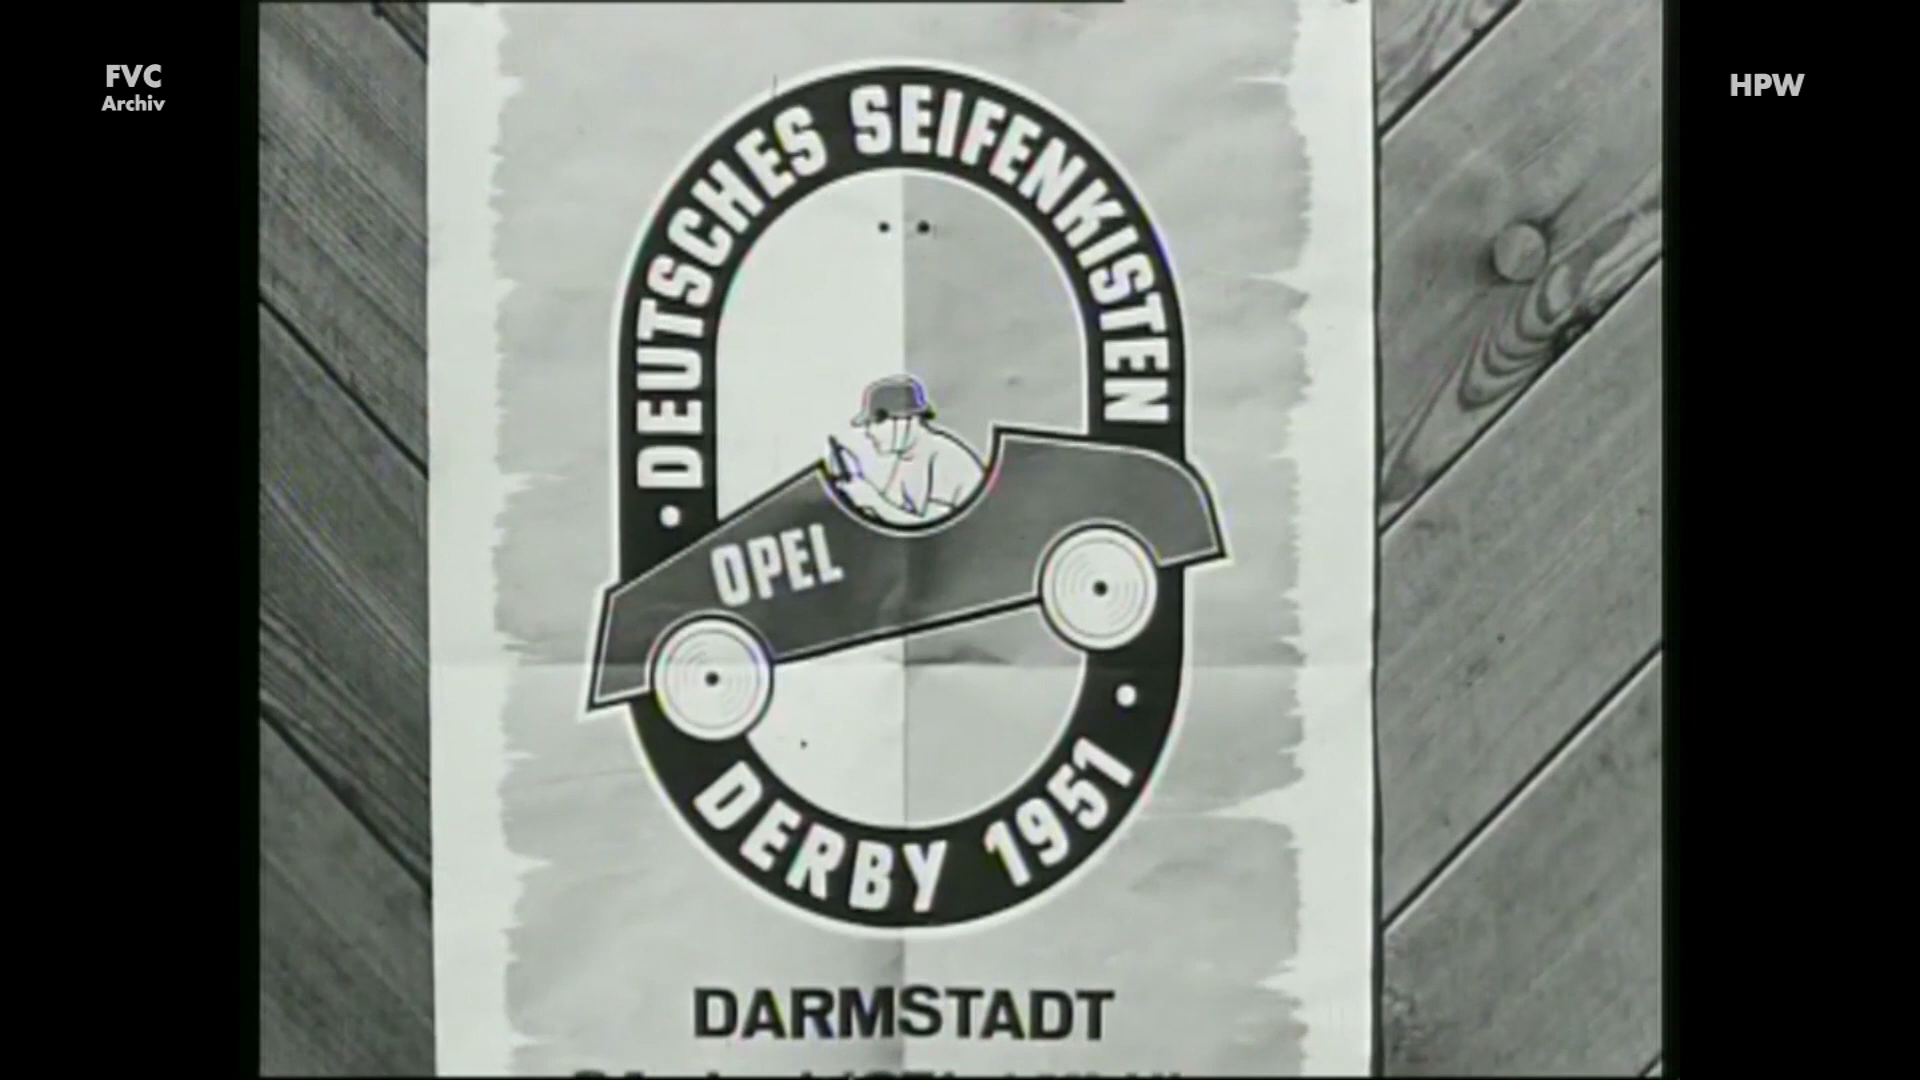 FVC
Archiv
HPW
• DEUTSCHES SEIFENKISTEN
OPEL
DERBY 1951 •
DARMSTADT